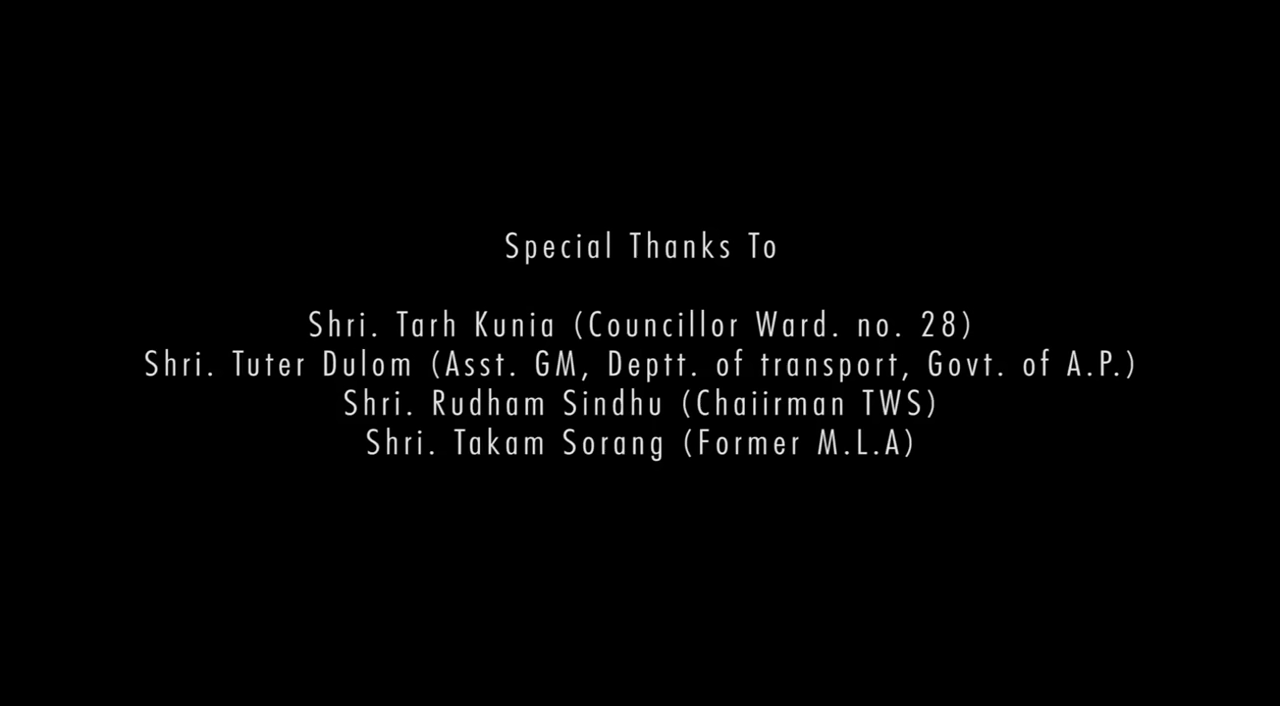 Special Thanks To
Shri. Tarh Kunia (Councillor Ward. no. 28)
Shri. Tuter Dulom (Asst. GM, Deptt. of transport, Govt. of A.P.)
Shri. Rudham Sindhu (Chaiirman TWS)
Shri. Takam Sorang (Former M.L.A)